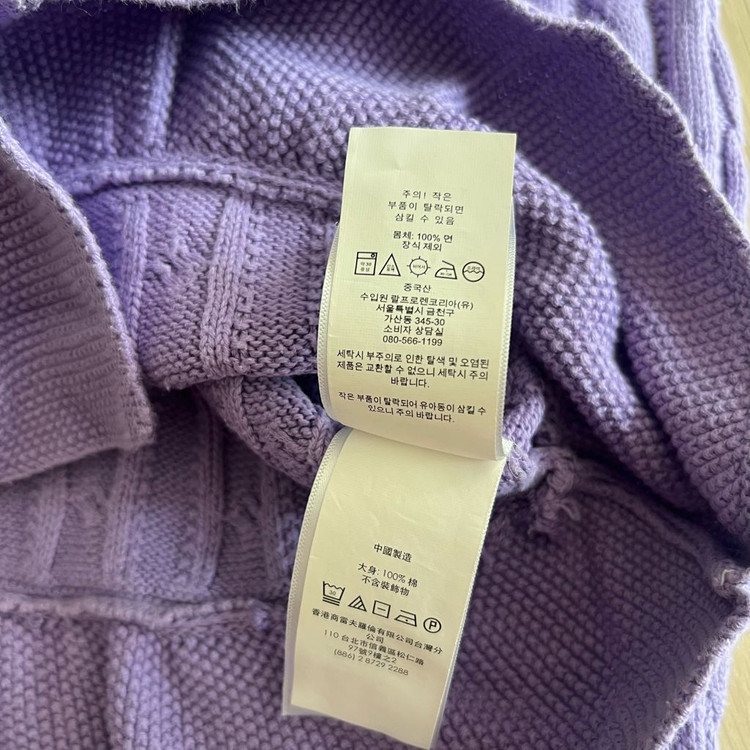 주의! 작은
부품이 탈락되면
삼킬 수 있음
몸체: 100% 면
장식 제외
중국산
수입원 랄프로렌코리아(유)
서울특별시 금천구
가산동 345-30
소비자 상담실
080-566-1199
세탁시 부주의로 인한 탈색 및 오염된
제품은 교환할 수 없으니 세탁시 주의
바랍니다.
작은 부품이 탈락되어 유아동이 삼킬 수
있으니 주의 바랍니다.
中國製造
大身: 100% 棉
不含裝飾物
30 P
香港商雷夫羅倫有限公司台灣分
公司
110 台北市信義區松仁路
97號9樓之2
(886) 2 8729 2288